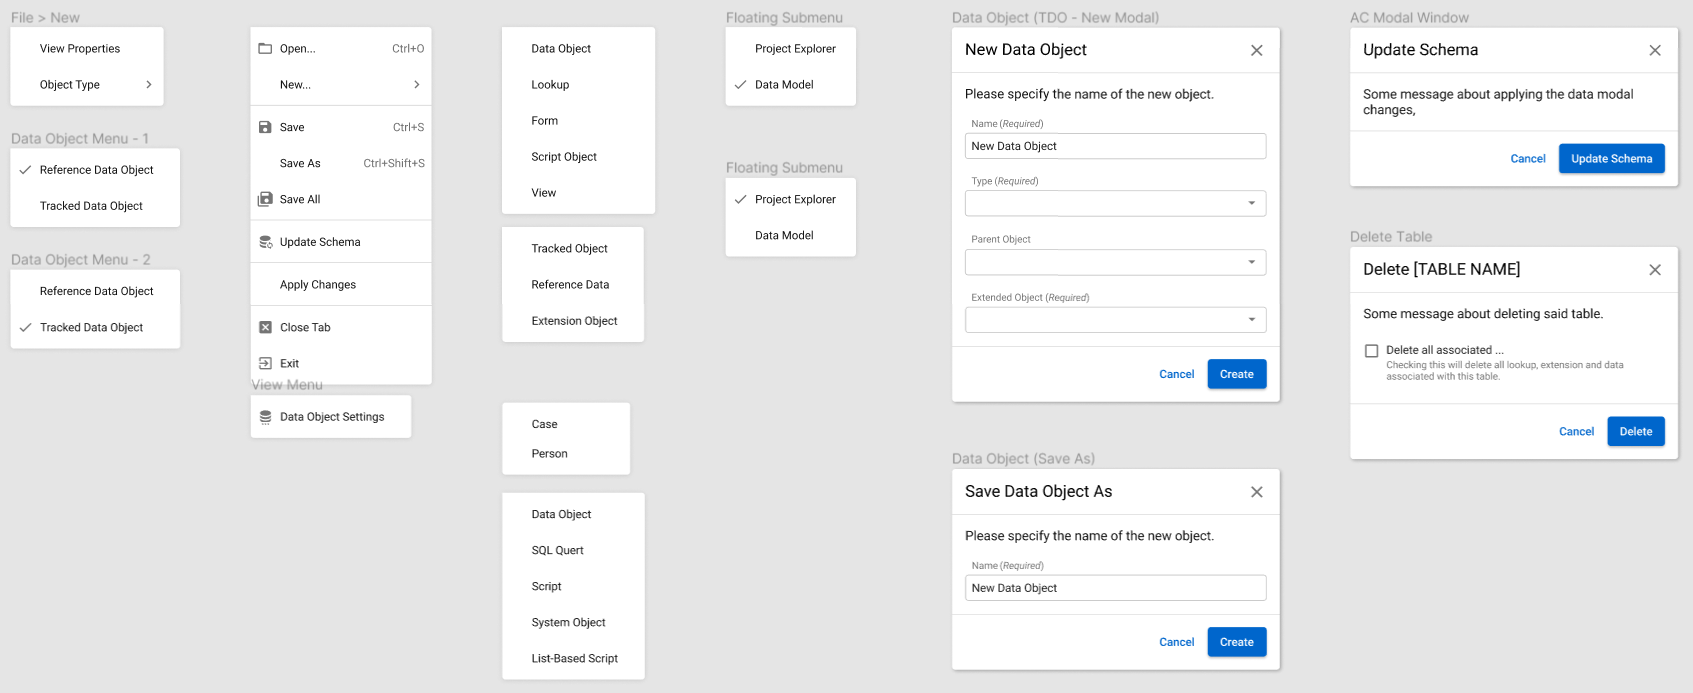 File > New
View Properties
Object Type
Data Object Menu - 1
Reference Data Object
Tracked Data Object
Data Object Menu - 2
Reference Data Object
Tracked Data Object
Open... Ctrl+O
New...
Save Ctrl+S
Save As Ctrl+Shift+S
Save All
Update Schema
Apply Changes
Close Tab
Exit
View Menu
Data Object Settings
Data Object
Lookup
Form
Script Object
View
Tracked Object
Reference Data
Extension Object
Case
Person
Data Object
SQL Quert
Script
System Object
List-Based Script
Floating Submenu
Project Explorer
Data Model
Floating Submenu
Project Explorer
Data Model
Data Object (TDO - New Modal)
New Data Object
Please specify the name of the new object.
Name (Required)
New Data Object
Type (Required)
Parent Object
Extended Object (Required)
Cancel Create
Data Object (Save As)
Save Data Object As
Please specify the name of the new object.
Name (Required)
New Data Object
Cancel Create
AC Modal Window
Update Schema
Some message about applying the data modal
changes,
Cancel Update Schema
Delete Table
Delete [TABLE NAME]
Some message about deleting said table.
Delete all associated ...
Checking this will delete all lookup, extension and data
associated with this table.
Cancel Delete